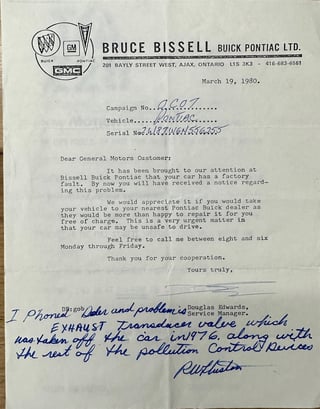 BUICK
GM
PONTIAC
GMC
BRUCE BISSELL BUICK PONTIAC LTD.
201 BAYLY STREET WEST, AJAX, ONTARIO L1S 3K3 - 416-683-6561
March 19, 1980.
Campaign No. Q.C.O.T.
Vehicle PONTIAC
Serial No
Dear General Motors Customer:
It has been brought to our attention at
Bissell Buick Pontiac that your car has a factory
fault. By now you will have received a notice regard-
ing this problem.
We would appreciate it if you would take
your vehicle to your nearest Pontiac Buick dealer as
they would be more than happy to repair it for you
free of charge. This is a very urgent matter in
that your car may be unsafe to drive.
Feel free to call me between eight and six
Monday through Friday.
Thank you for your cooperation.
Yours truly,
DE:gob
Douglas Edwards,
Service Manager.
I Phoned and problem is
EXHAUST Transducer valve which
was taken off the car in 1976, along with
the rest of the pollution Control Devices